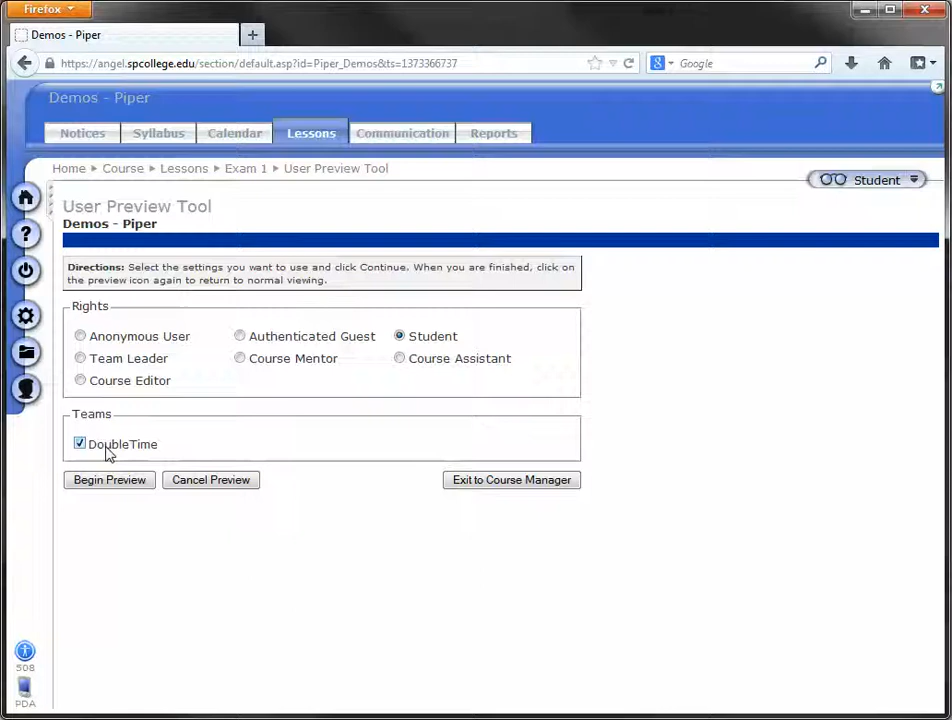 Firefox
Demos - Piper
https://angel.spcollege.edu/section/default.asp?id=Piper_Demos&ts=1373366737
Google
Demos - Piper
Notices
Syllabus
Calendar
Lessons
Communication
Reports
Home
Course
Lessons
Exam 1
User Preview Tool
Student
User Preview Tool
Demos - Piper
Directions: Select the settings you want to use and click Continue. When you are finished, click on
the preview icon again to return to normal viewing.
Rights
Anonymous User
Authenticated Guest
Student
Team Leader
Course Mentor
Course Assistant
Course Editor
Teams
DoubleTime
Begin Preview
Cancel Preview
Exit to Course Manager
508
PDA